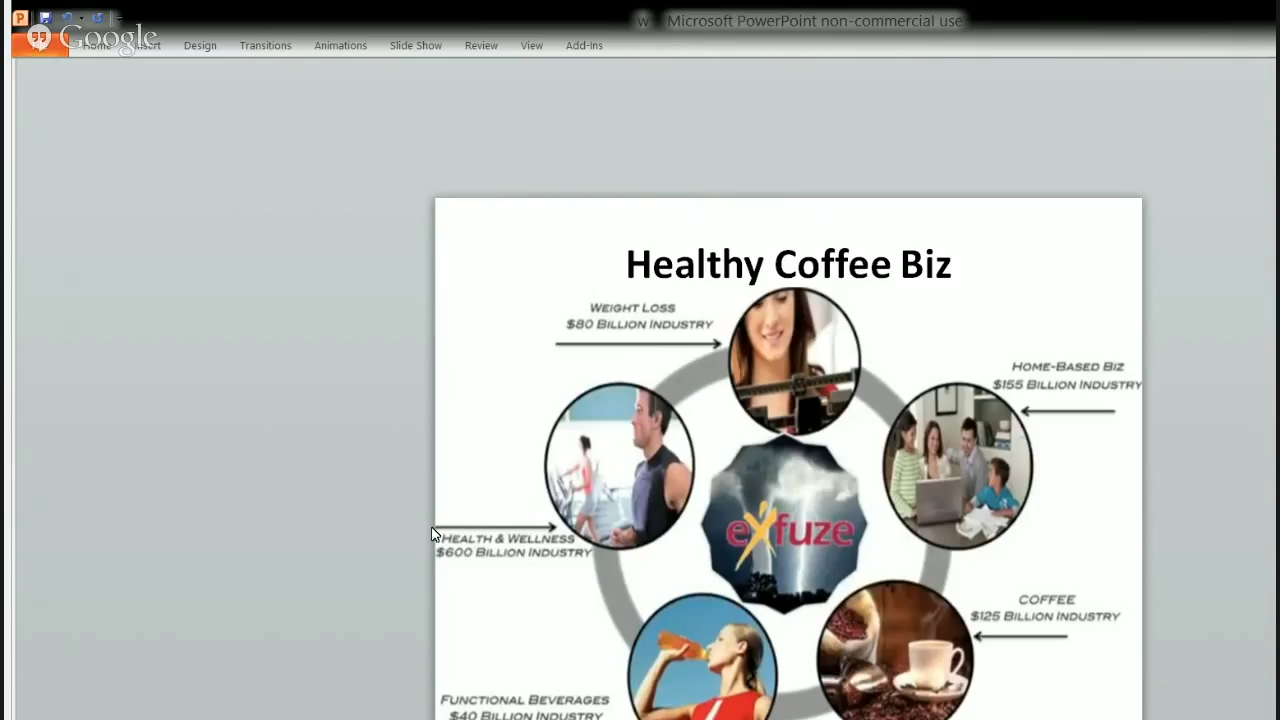 w Microsoft PowerPoint non-commercial use
Google
Home Insert Design Transitions Animations Slide Show Review View Add-Ins
Healthy Coffee Biz
WEIGHT LOSS
$80 BILLION INDUSTRY
HOME-BASED BIZ
$155 BILLION INDUSTRY
exfuze
HEALTH & WELLNESS
$600 BILLION INDUSTRY
COFFEE
$125 BILLION INDUSTRY
FUNCTIONAL BEVERAGES
$40 BILLION INDUSTRY